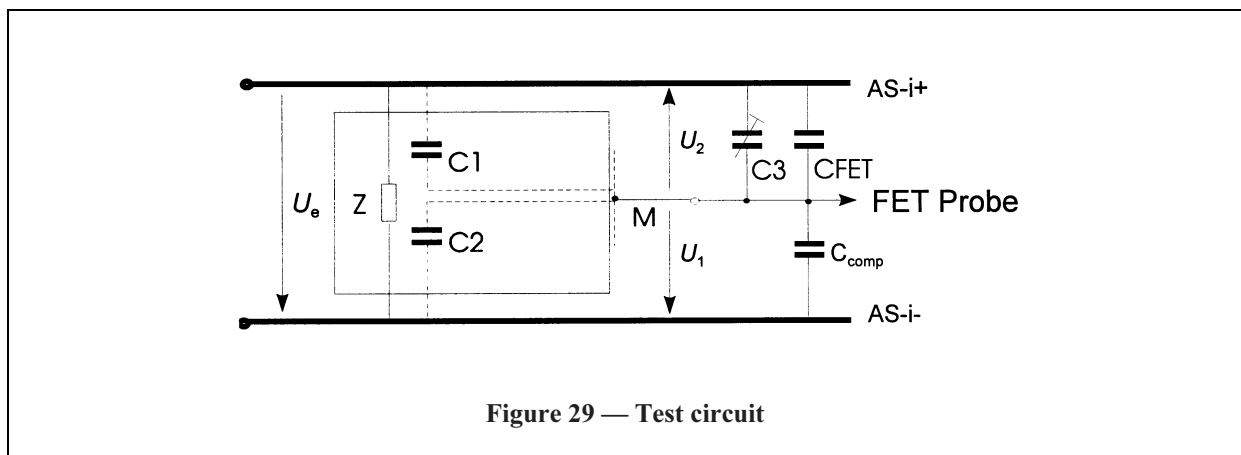 AS-i+
U2
C1
C3
CFET
Ue
Z
FET Probe
M
C2
U1
Ccomp
AS-i-
Figure 29 — Test circuit